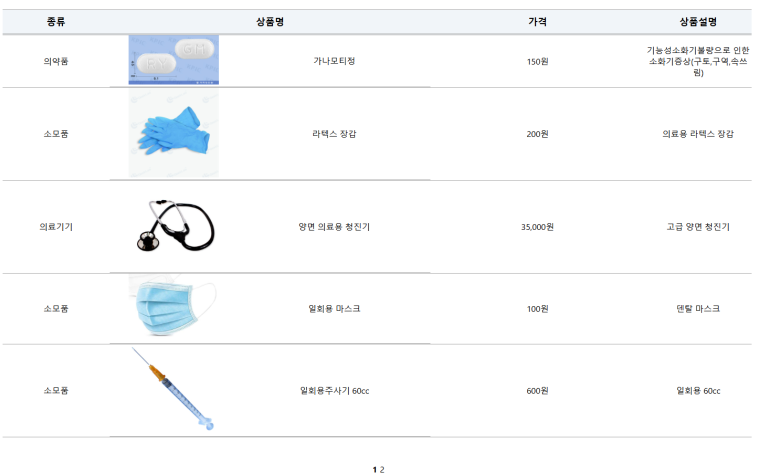 종류 상품명 가격 상품설명
의약품 가나모티정 150원 기능성소화기불량으로 인한
소화기증상(구토,구역,속쓰
림)
소모품 라텍스 장갑 200원 의료용 라텍스 장갑
의료기기 양면 의료용 청진기 35,000원 고급 양면 청진기
소모품 일회용 마스크 100원 덴탈 마스크
소모품 일회용주사기 60cc 600원 일회용 60cc
1 2